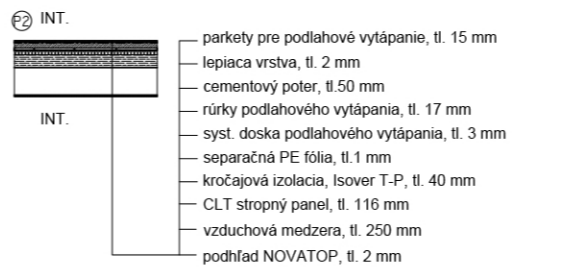 P2 INT.
parkety pre podlahové vytápanie, tl. 15 mm
lepiaca vrstva, tl. 2 mm
cementový poter, tl.50 mm
rúrky podlahového vytápania, tl. 17 mm
syst. doska podlahového vytápania, tl. 3 mm
separačná PE fólia, tl.1 mm
kročajová izolacia, Isover T-P, tl. 40 mm
CLT stropný panel, tl. 116 mm
vzduchová medzera, tl. 250 mm
podhľad NOVATOP, tl. 2 mm
INT.